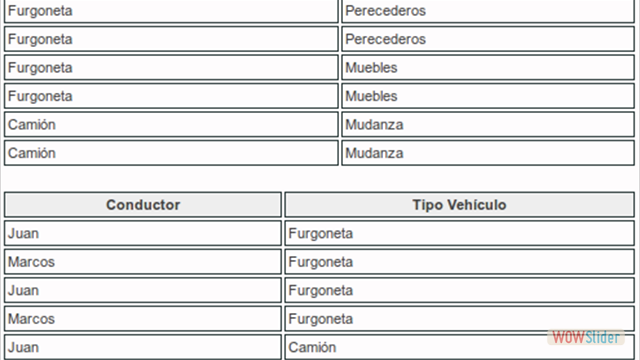 Furgoneta Perecederos
Furgoneta Perecederos
Furgoneta Muebles
Furgoneta Muebles
Camión Mudanza
Camión Mudanza
Conductor Tipo Vehículo
Juan Furgoneta
Marcos Furgoneta
Juan Furgoneta
Marcos Furgoneta
WOWSlider
Juan Camión